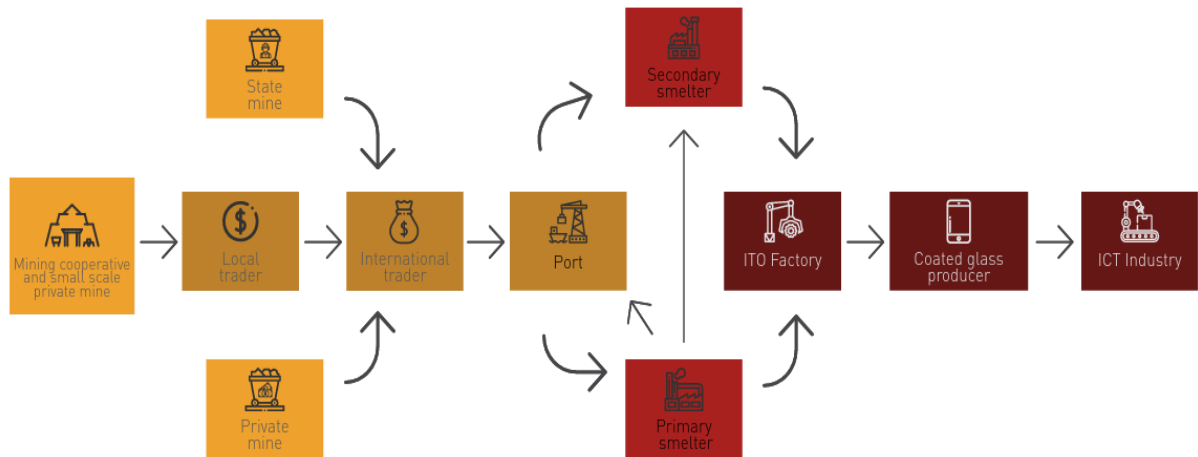 State
mine
Secondary
smelter
Mining cooperative
and small scale
private mine
Local
trader
$
International
trader
$
Port
ITO Factory
Coated glass
producer
ICT Industry
Private
mine
Primary
smelter